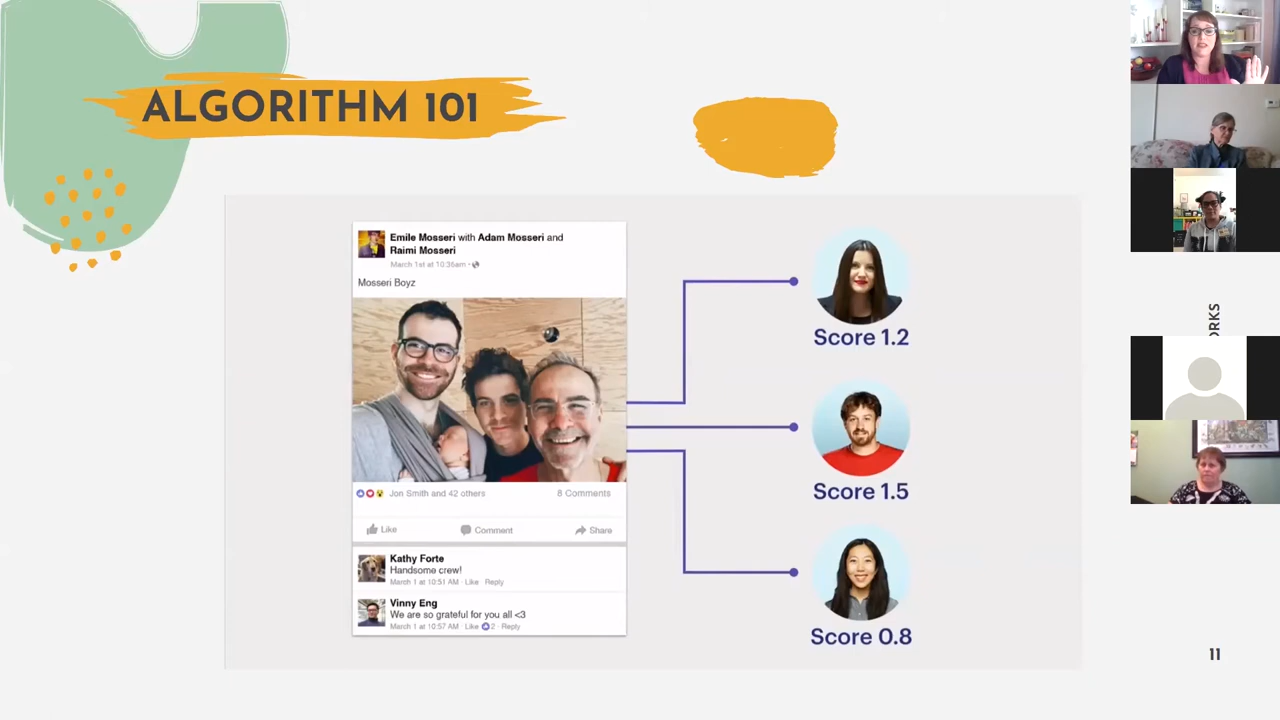 ALGORITHM 101
Emile Mosseri with Adam Mosseri and
Raimi Mosseri
March 1st at 10:36am ·
Mosseri Boyz
Jon Smith and 42 others 8 Comments
Like Comment Share
Kathy Forte
Handsome crew!
March 1 at 10:51 AM · Like · Reply
Vinny Eng
We are so grateful for you all <3
March 1 at 10:57 AM · Like 2 · Reply
Score 1.2
Score 1.5
Score 0.8
11